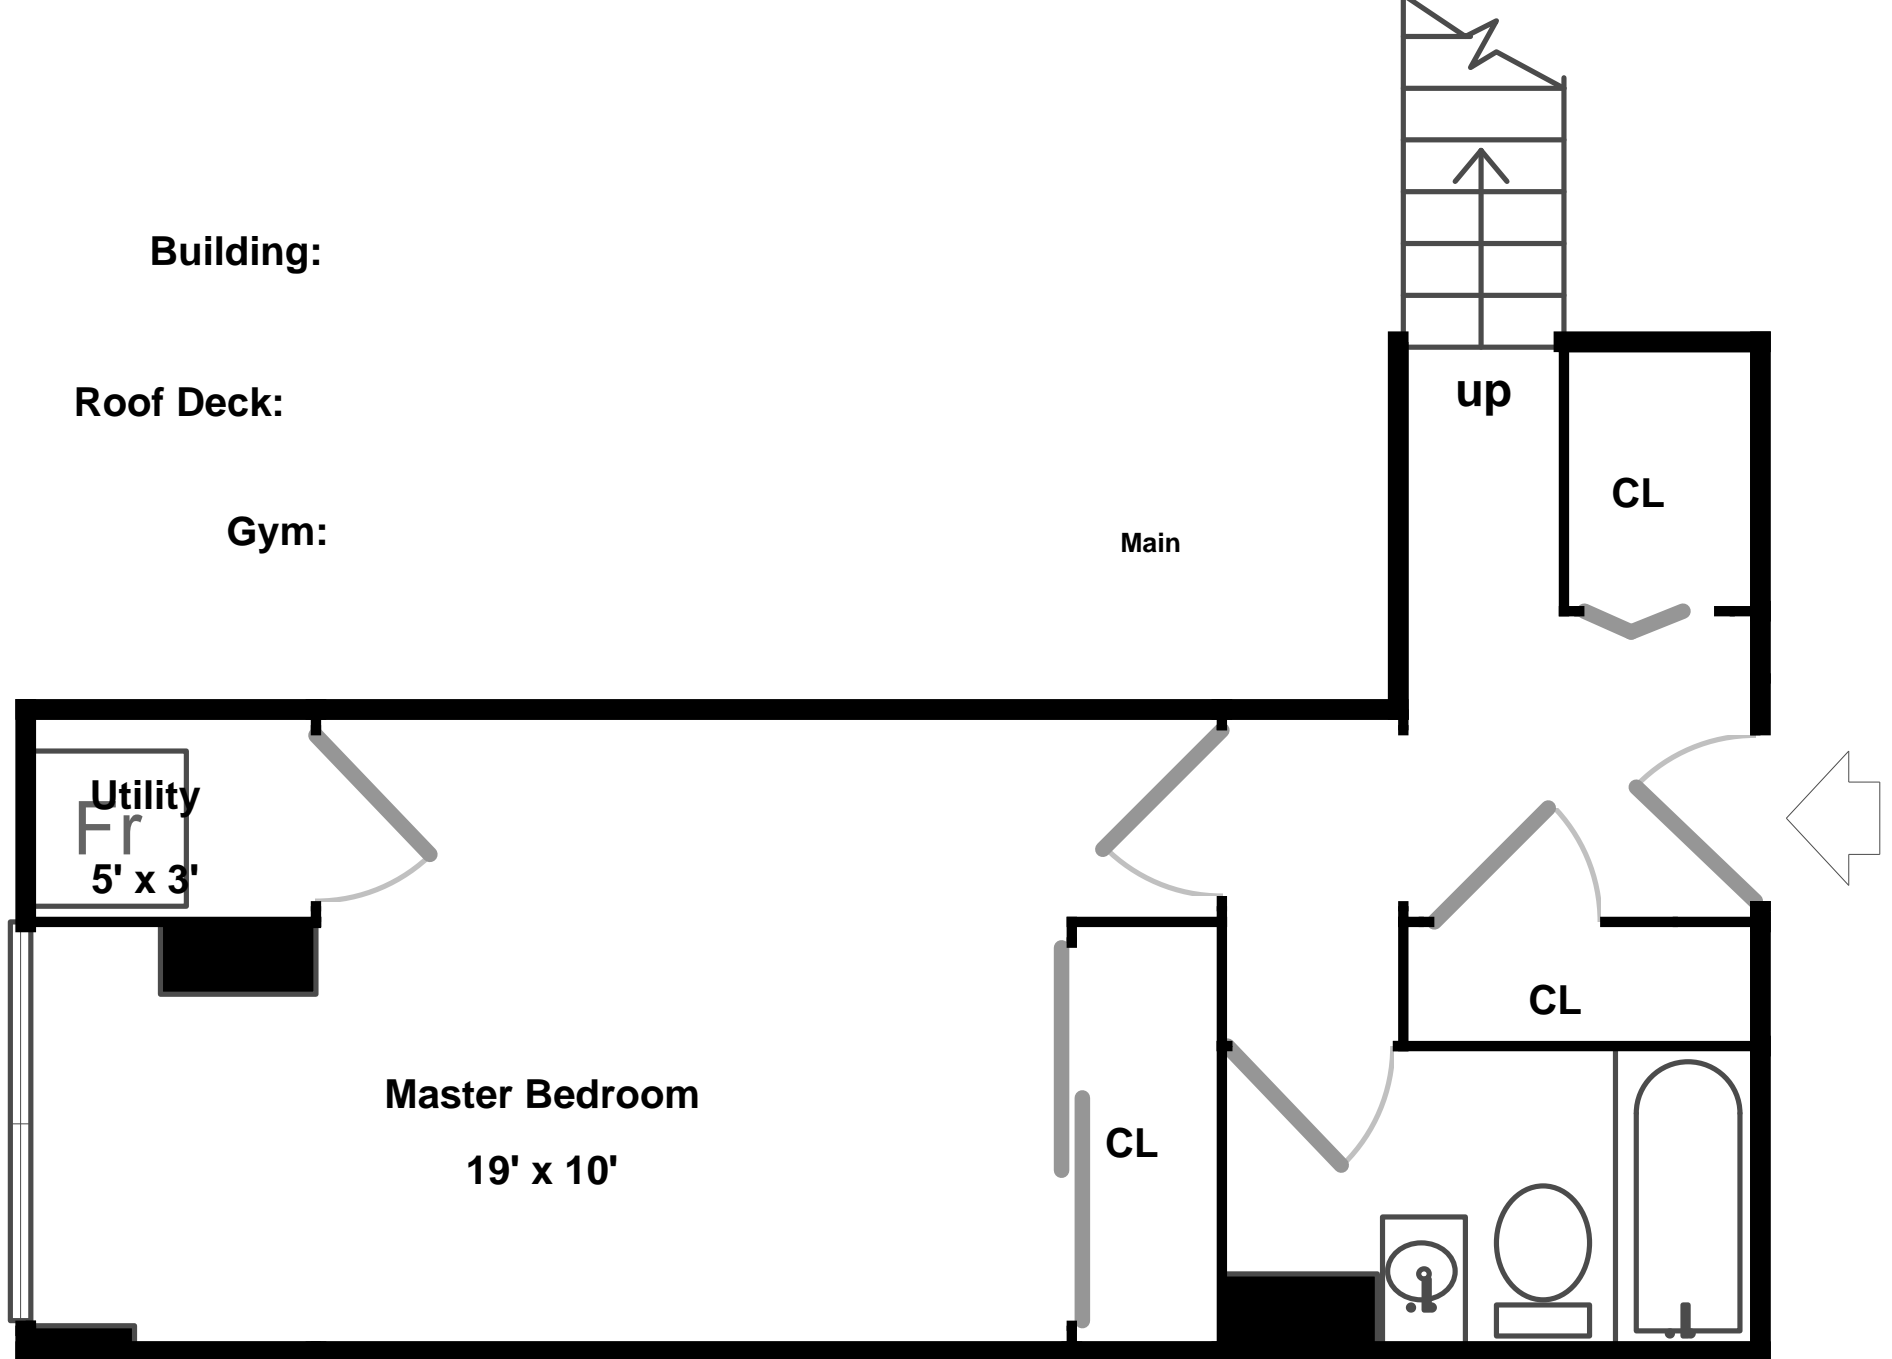 Building:
Roof Deck:
Gym:
Main
up
CL
Utility
Fr
5' x 3'
CL
Master Bedroom
19' x 10'
CL